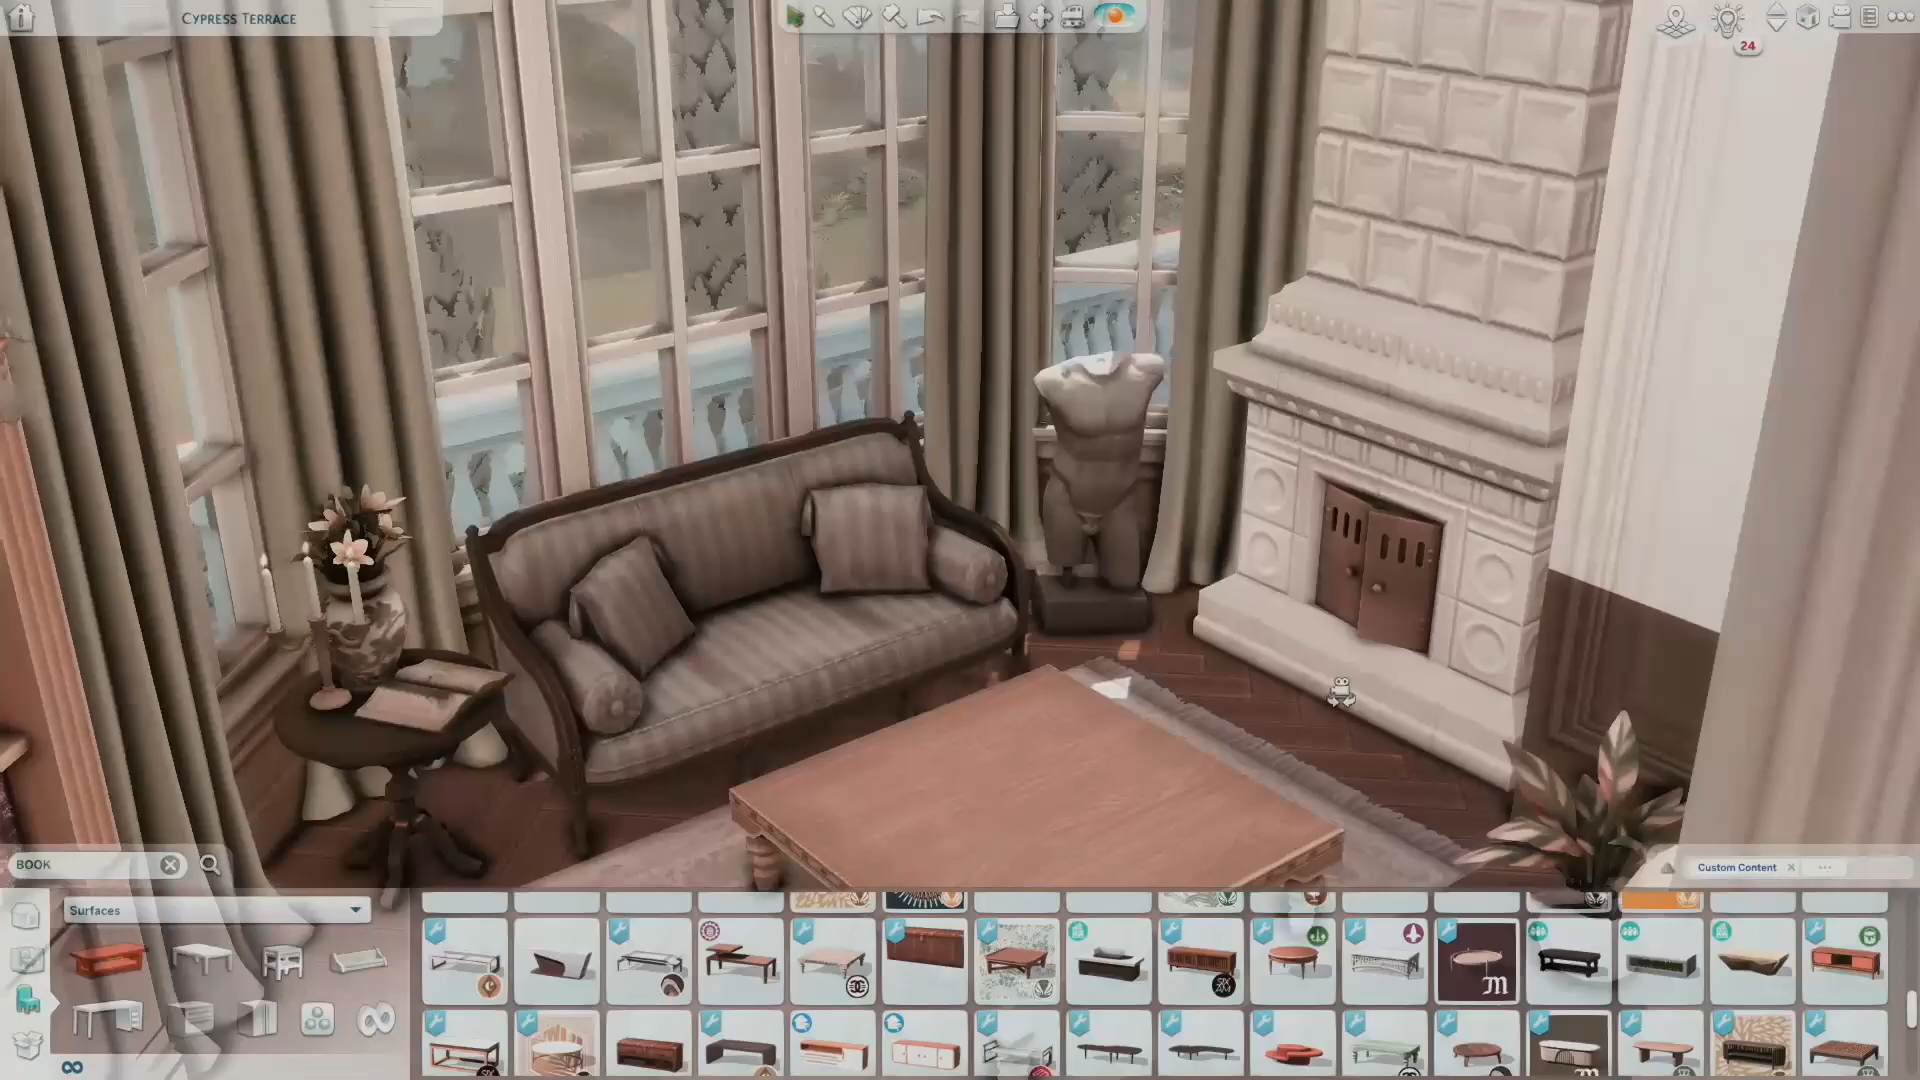 CYPRESS TERRACE
24
BOOK
Custom Content
Surfaces